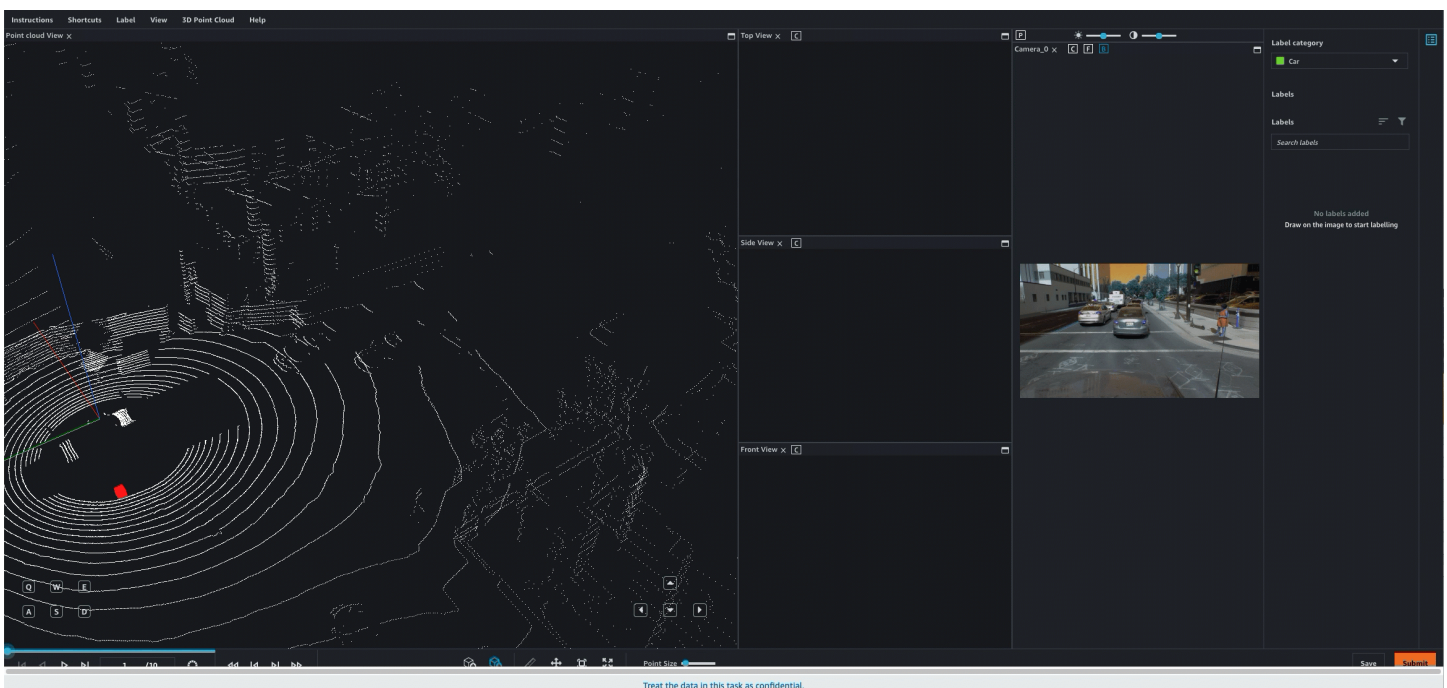 Instructions Shortcuts Label View 3D Point Cloud Help
Point cloud View x
Top View x C
P
Camera_0 x C F B
Label category
Car
Labels
Labels
Search labels
No labels added
Draw on the image to start labelling
Side View x C
Front View x C
Q W E
A S D
1 /10
Point Size
Save Submit
Treat the data in this task as confidential.